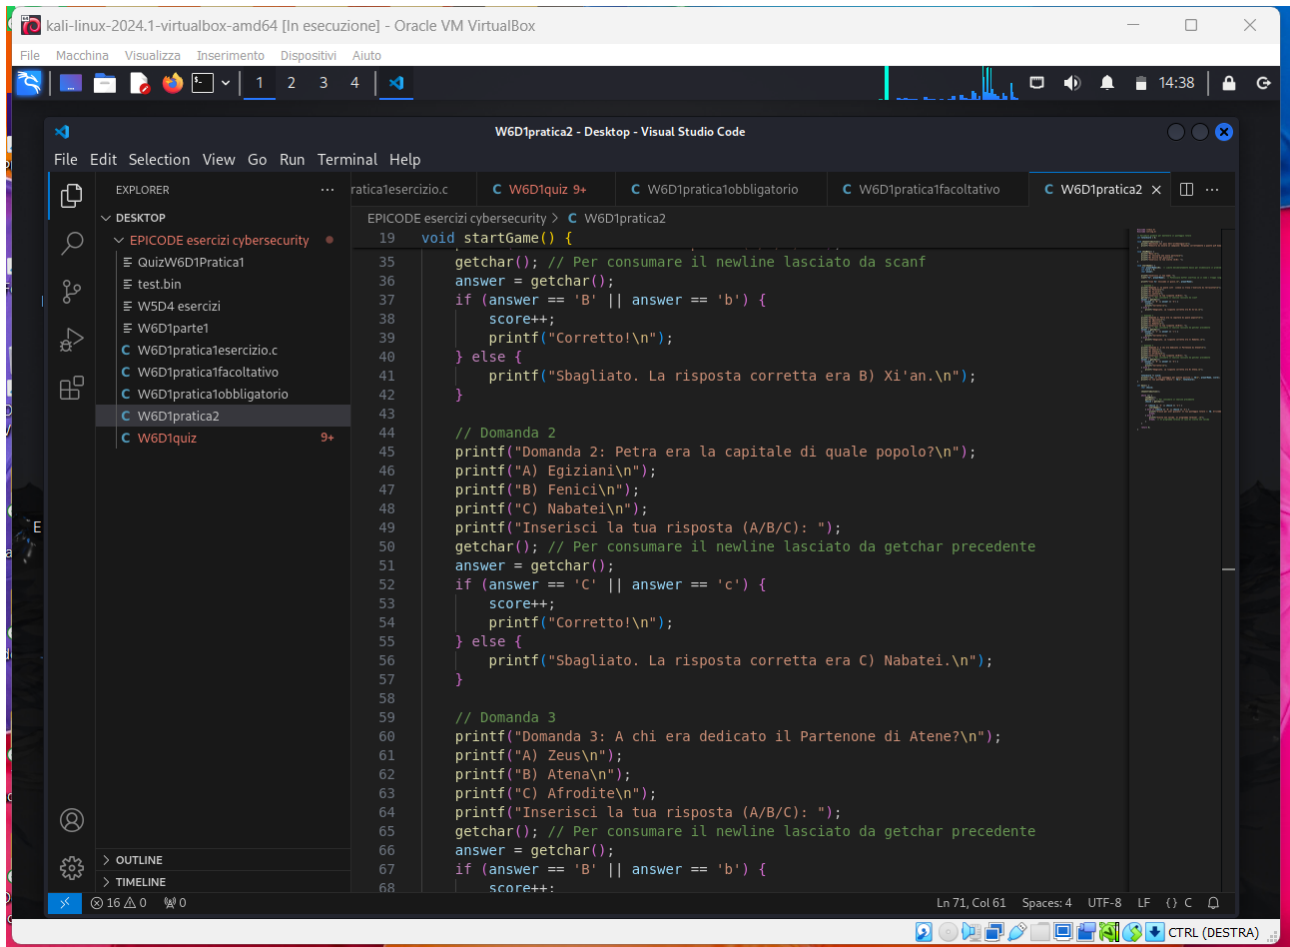 kali-linux-2024.1-virtualbox-amd64 [In esecuzione] - Oracle VM VirtualBox
File Macchina Visualizza Inserimento Dispositivi Aiuto
1 2 3 4 14:38
W6D1pratica2 - Desktop - Visual Studio Code
File Edit Selection View Go Run Terminal Help
EXPLORER
ratica1esercizio.c C W6D1quiz 9+ C W6D1pratica1obbligatorio C W6D1pratica1facoltativo C W6D1pratica2
DESKTOP
EPICODE esercizi cybersecurity
QuizW6D1Pratica1
test.bin
W5D4 esercizi
W6D1parte1
C W6D1pratica1esercizio.c
C W6D1pratica1facoltativo
C W6D1pratica1obbligatorio
C W6D1pratica2
C W6D1quiz 9+
OUTLINE
TIMELINE
EPICODE esercizi cybersecurity > C W6D1pratica2
19 void startGame() {
35 getchar(); // Per consumare il newline lasciato da scanf
36 answer = getchar();
37 if (answer == 'B' || answer == 'b') {
38 score++;
39 printf("Corretto!\n");
40 } else {
41 printf("Sbagliato. La risposta corretta era B) Xi'an.\n");
42 }
43
44 // Domanda 2
45 printf("Domanda 2: Petra era la capitale di quale popolo?\n");
46 printf("A) Egiziani\n");
47 printf("B) Fenici\n");
48 printf("C) Nabatei\n");
49 printf("Inserisci la tua risposta (A/B/C): ");
50 getchar(); // Per consumare il newline lasciato da getchar precedente
51 answer = getchar();
52 if (answer == 'C' || answer == 'c') {
53 score++;
54 printf("Corretto!\n");
55 } else {
56 printf("Sbagliato. La risposta corretta era C) Nabatei.\n");
57 }
58
59 // Domanda 3
60 printf("Domanda 3: A chi era dedicato il Partenone di Atene?\n");
61 printf("A) Zeus\n");
62 printf("B) Atena\n");
63 printf("C) Afrodite\n");
64 printf("Inserisci la tua risposta (A/B/C): ");
65 getchar(); // Per consumare il newline lasciato da getchar precedente
66 answer = getchar();
67 if (answer == 'B' || answer == 'b') {
68 score++;
16 0 0 Ln 71, Col 61 Spaces: 4 UTF-8 LF {} C
CTRL (DESTRA)